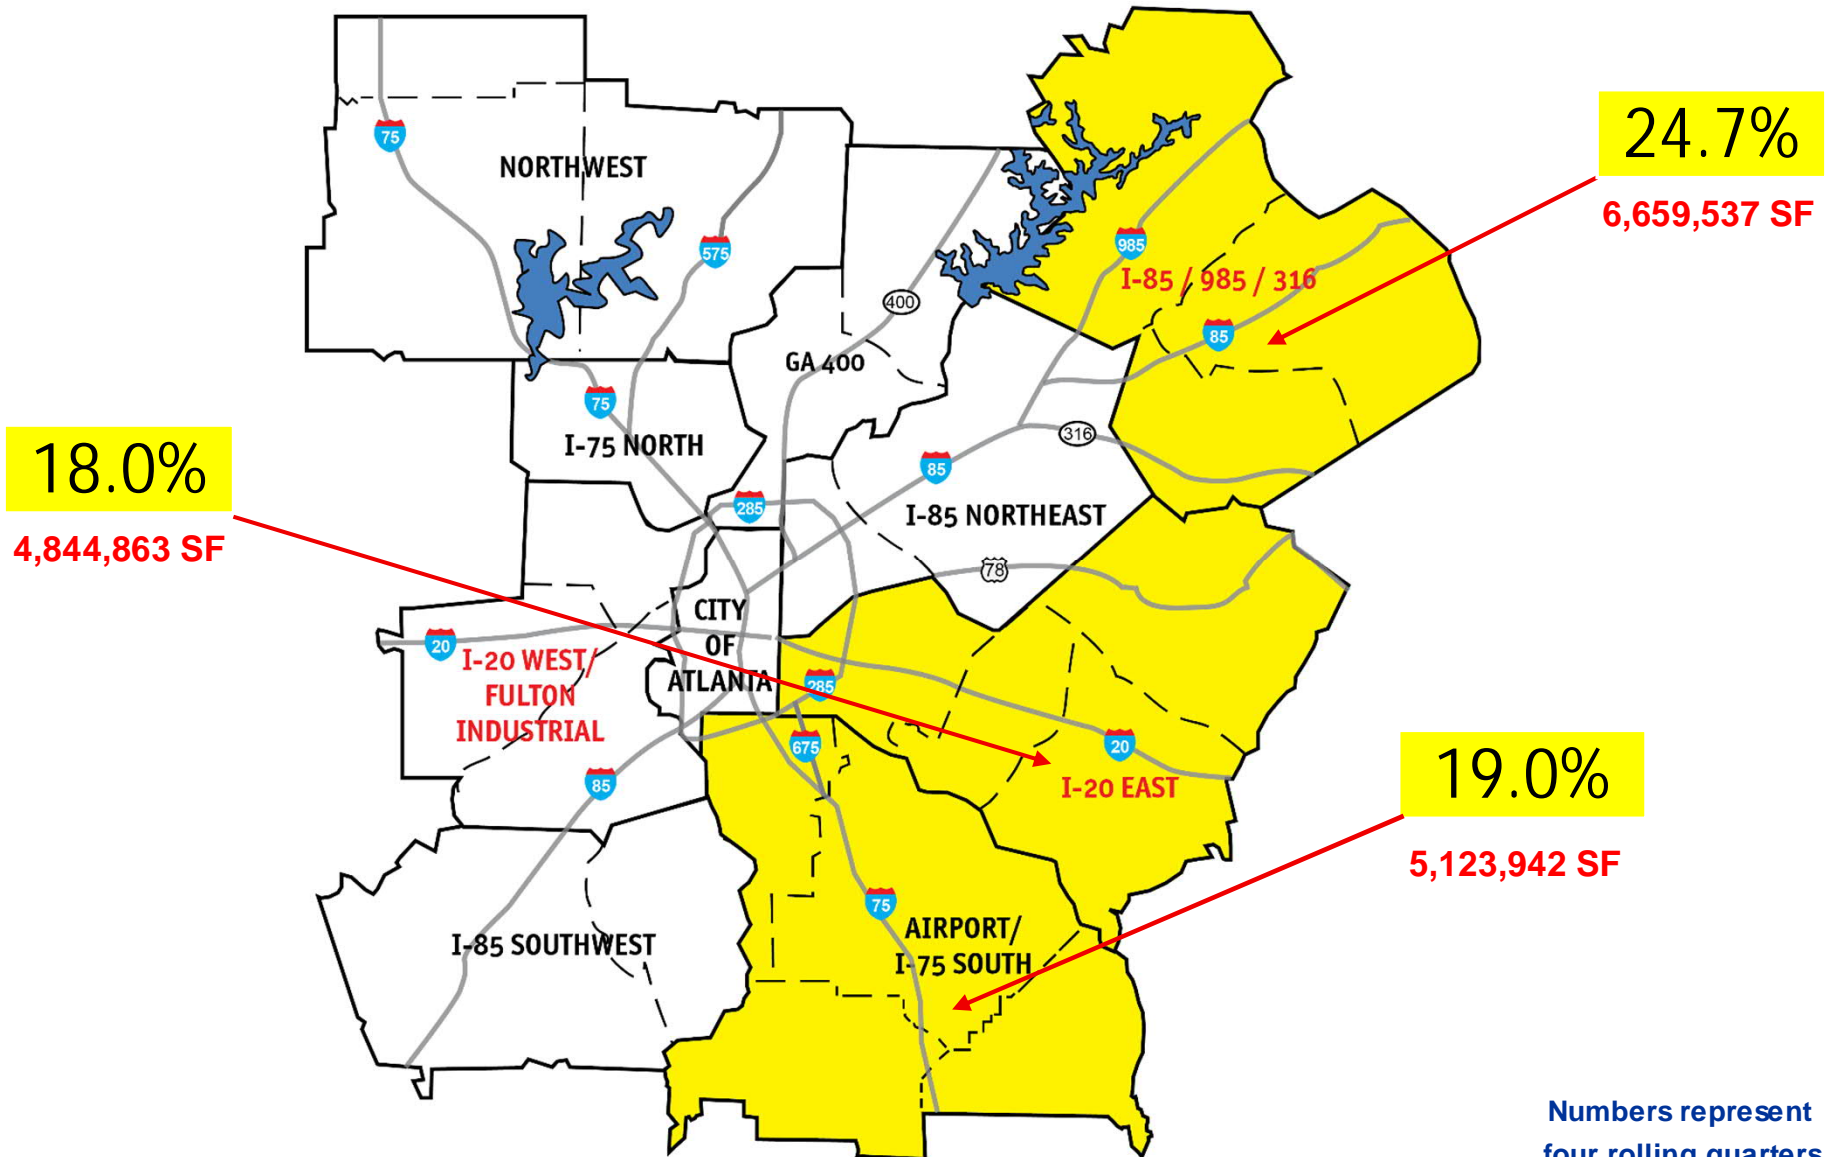 75
NORTHWEST
575
400
GA 400
985
I-85 / 985 / 316
85
24.7%
6,659,537 SF
75
I-75 NORTH
316
85
I-85 NORTHEAST
285
78
18.0%
4,844,863 SF
CITY
OF
ATLANTA
20
I-20 WEST/
FULTON
INDUSTRIAL
285
675
20
I-20 EAST
85
19.0%
5,123,942 SF
75
AIRPORT/
I-75 SOUTH
I-85 SOUTHWEST
Numbers represent
four rolling quarters